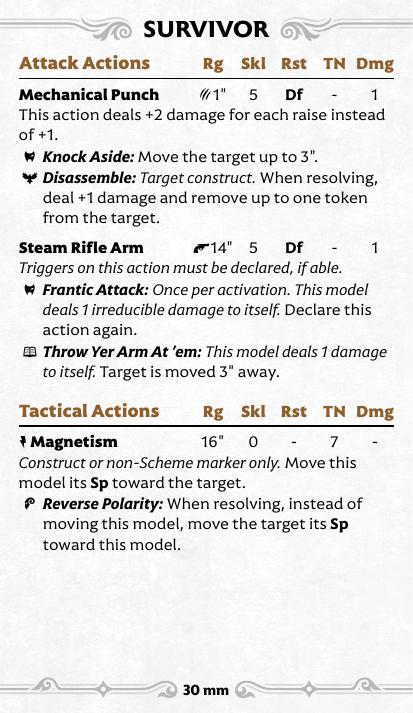 SURVIVOR
Attack Actions Rg Skl Rst TN Dmg
Mechanical Punch 1" 5 Df - 1
This action deals +2 damage for each raise instead
of +1.
Knock Aside: Move the target up to 3".
Disassemble: Target construct. When resolving,
deal +1 damage and remove up to one token
from the target.
Steam Rifle Arm 14" 5 Df - 1
Triggers on this action must be declared, if able.
Frantic Attack: Once per activation. This model
deals 1 irreducible damage to itself. Declare this
action again.
Throw Yer Arm At 'em: This model deals 1 damage
to itself. Target is moved 3" away.
Tactical Actions Rg Skl Rst TN Dmg
Magnetism 16" 0 - 7 -
Construct or non-Scheme marker only. Move this
model its Sp toward the target.
Reverse Polarity: When resolving, instead of
moving this model, move the target its Sp
toward this model.
30 mm